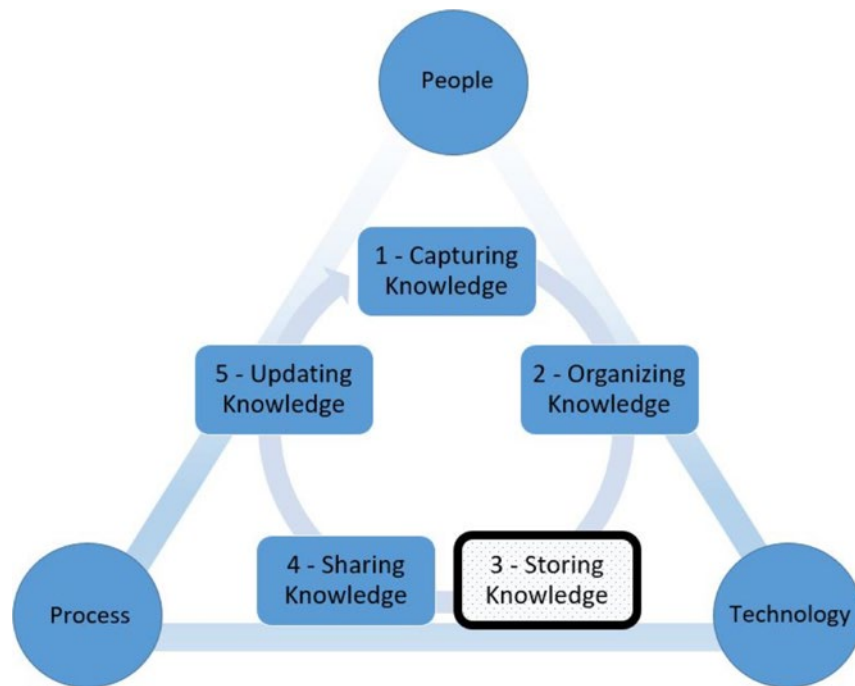 People
1 - Capturing
Knowledge
5 - Updating
Knowledge
2 - Organizing
Knowledge
4 - Sharing
Knowledge
3 - Storing
Knowledge
Process
Technology